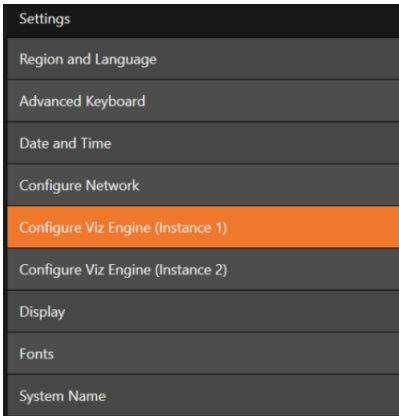 Settings
Region and Language
Advanced Keyboard
Date and Time
Configure Network
Configure Viz Engine (Instance 1)
Configure Viz Engine (Instance 2)
Display
Fonts
System Name